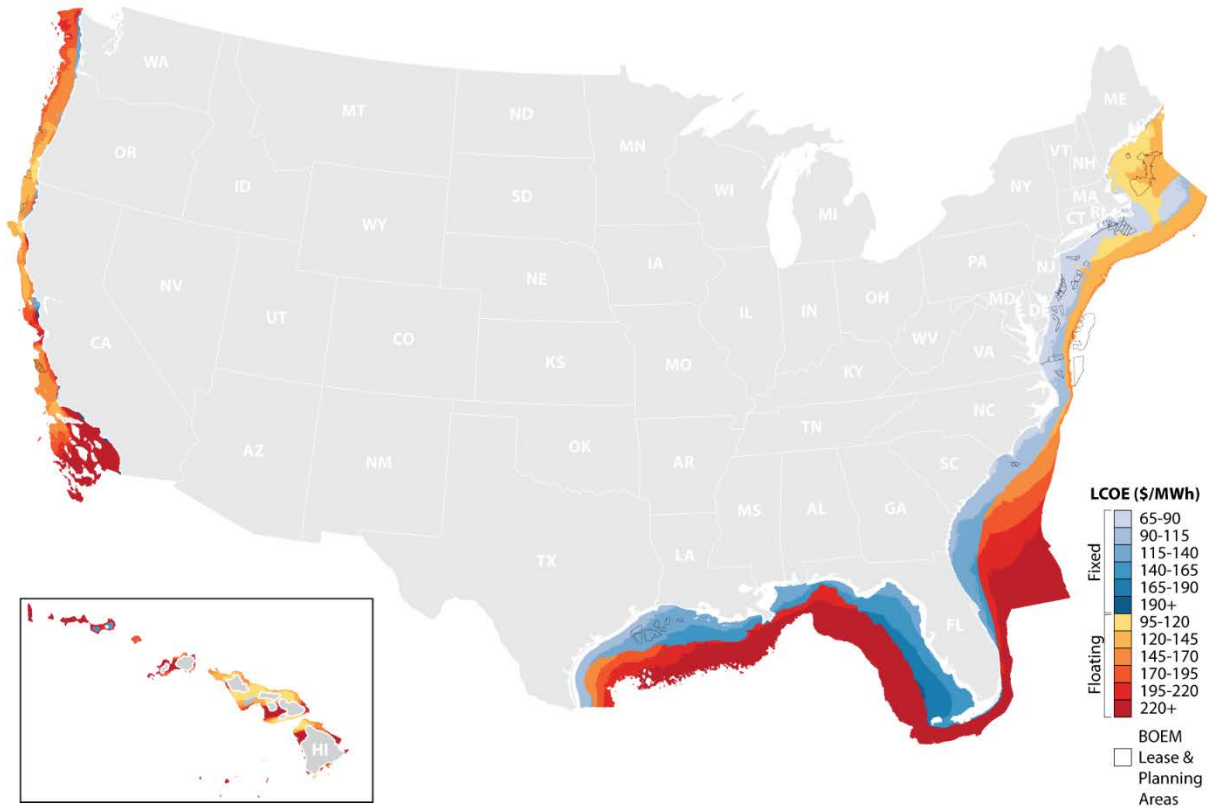 WA
MT
ND
MN
ME
VT
NH
OR
ID
SD
WI
MI
NY
MA
CT
RI
WY
IA
PA
NJ
NE
NV
UT
CO
IL
IN
OH
MD
DE
CA
KS
MO
WV
VA
KY
AZ
NM
OK
AR
TN
NC
SC
MS
AL
GA
TX
LA
FL
HI
LCOE ($/MWh)
Fixed
65-90
90-115
115-140
140-165
165-190
190+
Floating
95-120
120-145
145-170
170-195
195-220
220+
BOEM
Lease &
Planning
Areas